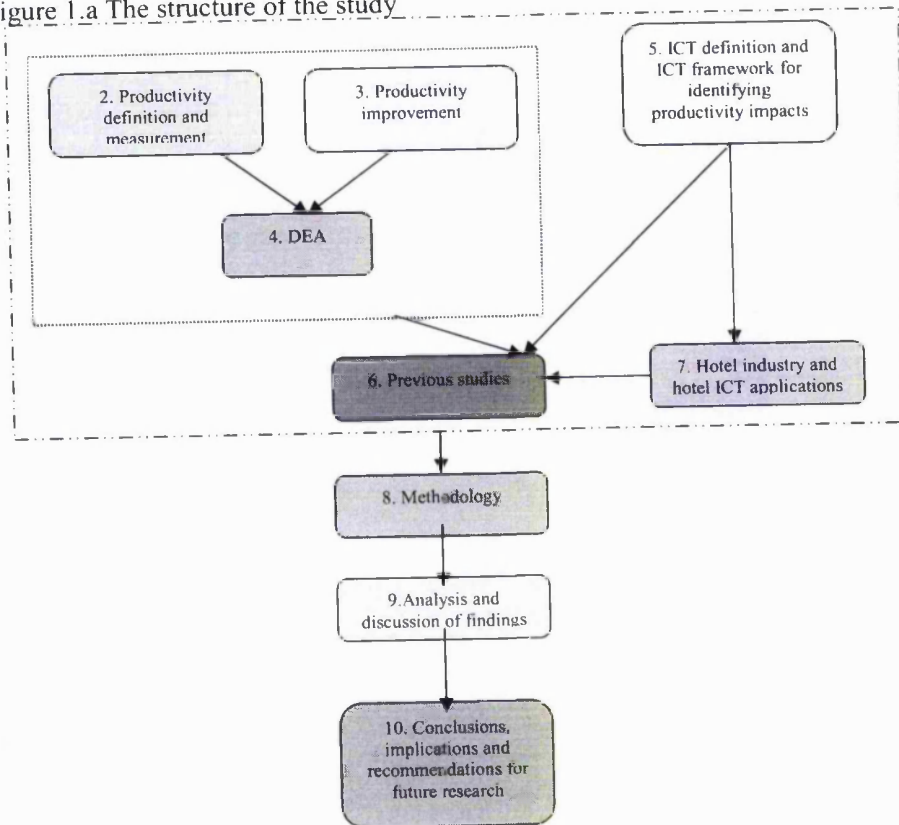 igure 1.a The structure of the study
2. Productivity
definition and
measurement
3. Productivity
improvement
5. ICT definition and
ICT framework for
identifying
productivity impacts
4. DEA
6. Previous studies
7. Hotel industry and
hotel ICT applications
8. Methodology
9.Analysis and
discussion of findings
10. Conclusions,
implications and
recommendations for
future research